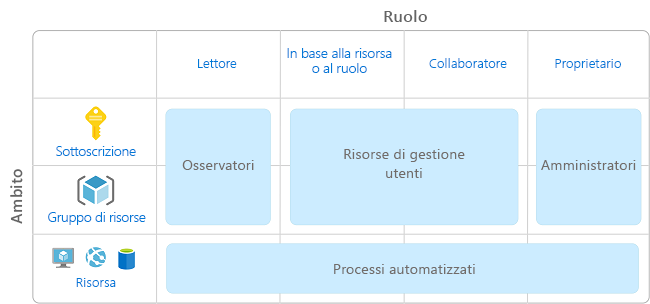 Ruolo
Lettore
In base alla risorsa
o al ruolo
Collaboratore
Proprietario
Ambito
Sottoscrizione
Gruppo di risorse
Osservatori
Risorse di gestione
utenti
Amministratori
Risorsa
Processi automatizzati